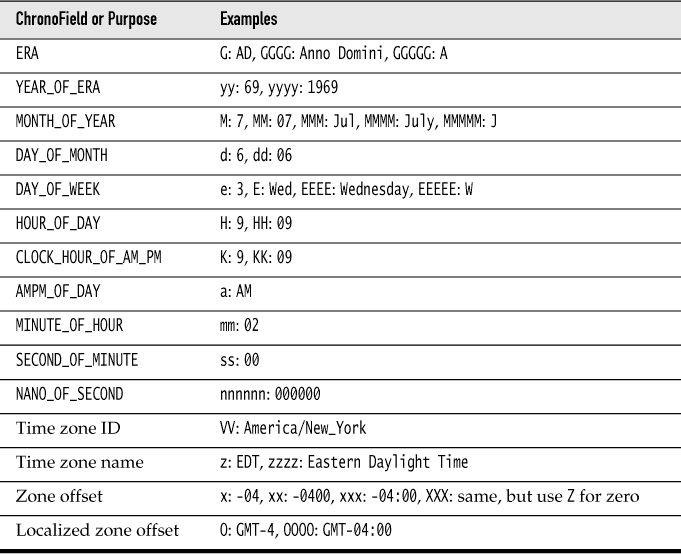 ChronoField or Purpose Examples
ERA G: AD, GGGG: Anno Domini, GGGGG: A
YEAR_OF_ERA yy: 69, yyyy: 1969
MONTH_OF_YEAR M: 7, MM: 07, MMM: Jul, MMMM: July, MMMMM: J
DAY_OF_MONTH d: 6, dd: 06
DAY_OF_WEEK e: 3, E: Wed, EEEE: Wednesday, EEEEE: W
HOUR_OF_DAY H: 9, HH: 09
CLOCK_HOUR_OF_AM_PM K: 9, KK: 09
AMPM_OF_DAY a: AM
MINUTE_OF_HOUR mm: 02
SECOND_OF_MINUTE ss: 00
NANO_OF_SECOND nnnnnn: 000000
Time zone ID VV: America/New_York
Time zone name z: EDT, zzzz: Eastern Daylight Time
Zone offset x: -04, xx: -0400, xxx: -04:00, XXX: same, but use Z for zero
Localized zone offset O: GMT-4, OOOO: GMT-04:00